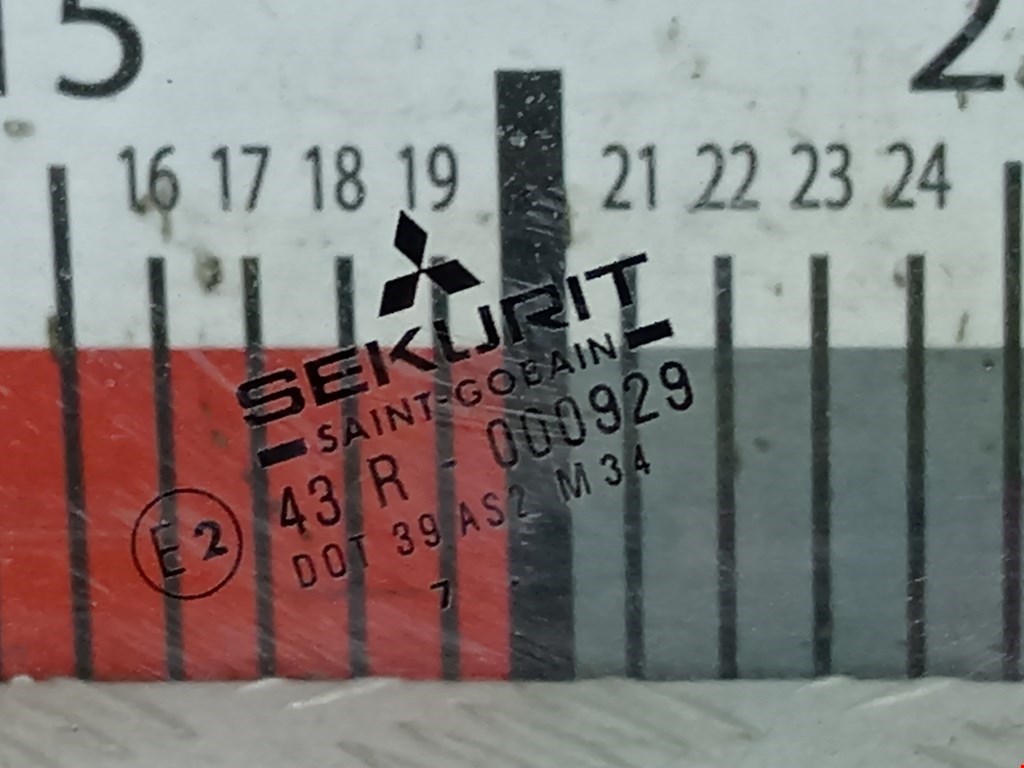 15
16 17 18 19 21 22 23 24
SEKURIT
SAINT-GOBAIN
43 R - 000929
E2
DOT 39 AS2 M34
7 .